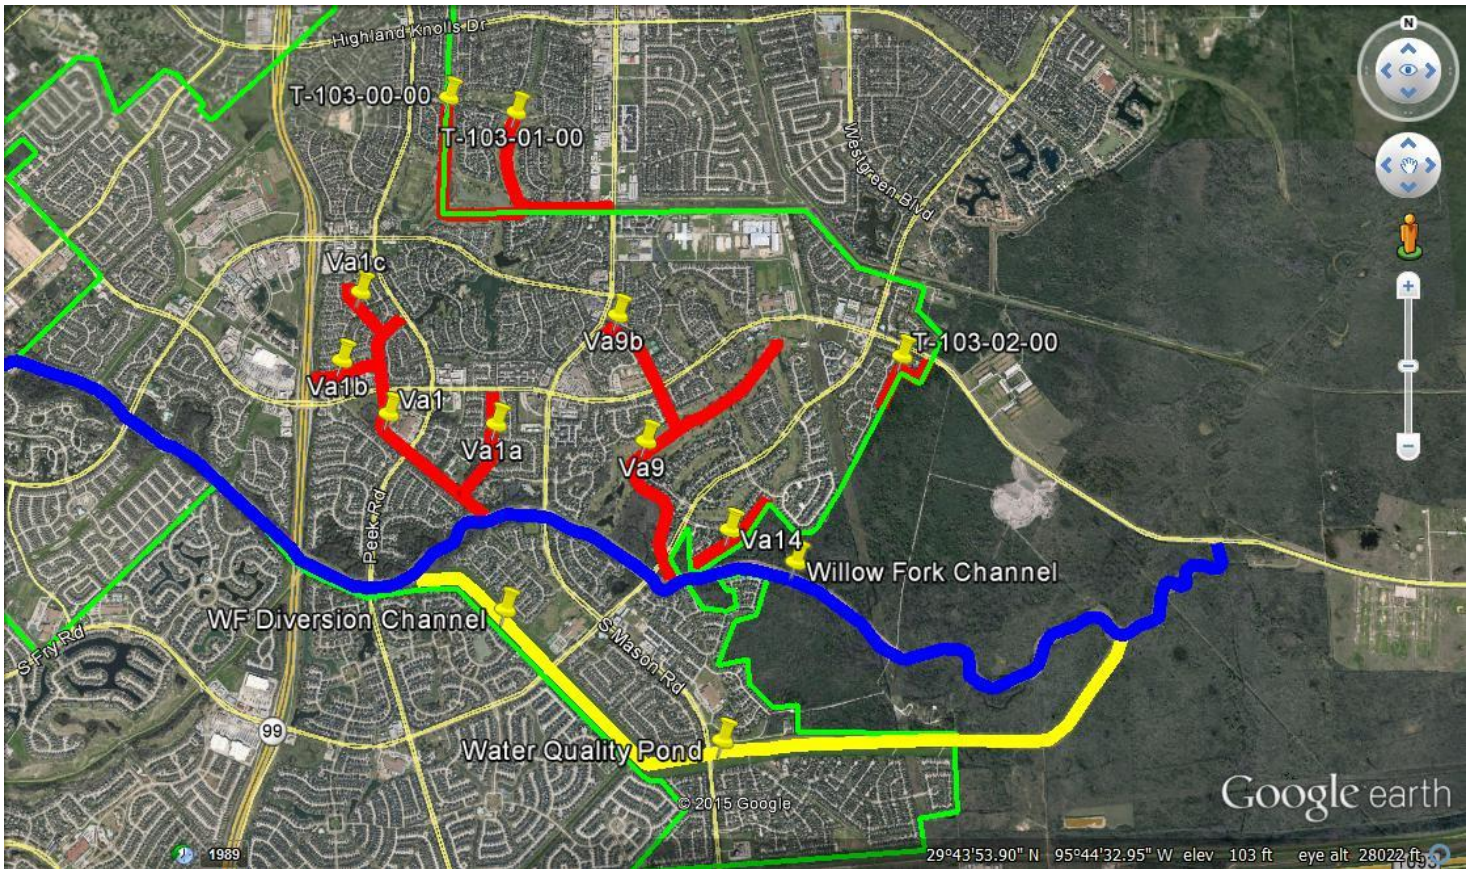 Highland Knolls Dr
N
T-103-00-00
T-103-01-00
Westgreen Blvd
Va1c
Va9b
T-103-02-00
Va1b
Va1
Va1a
Va9
Peek Rd
Va14
Willow Fork Channel
WF Diversion Channel
S Mason Rd
S Fry Rd
99
Water Quality Pond
© 2015 Google
Google earth
1989
29°43'53.90" N 95°44'32.95" W elev 103 ft eye alt 28022 ft